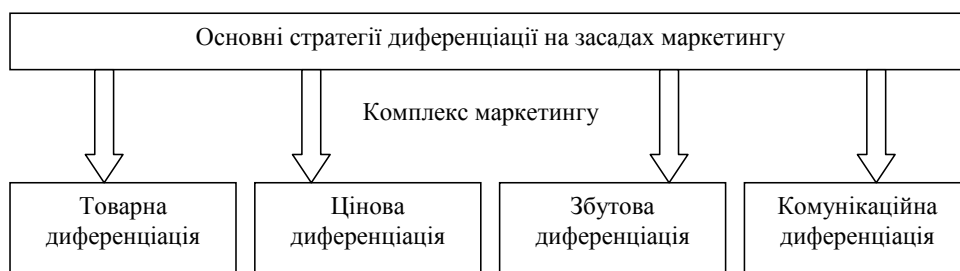 Основні стратегії диференціації на засадах маркетингу
Комплекс маркетингу
Товарна
диференціація
Цінова
диференціація
Збутова
диференціація
Комунікаційна
диференціація